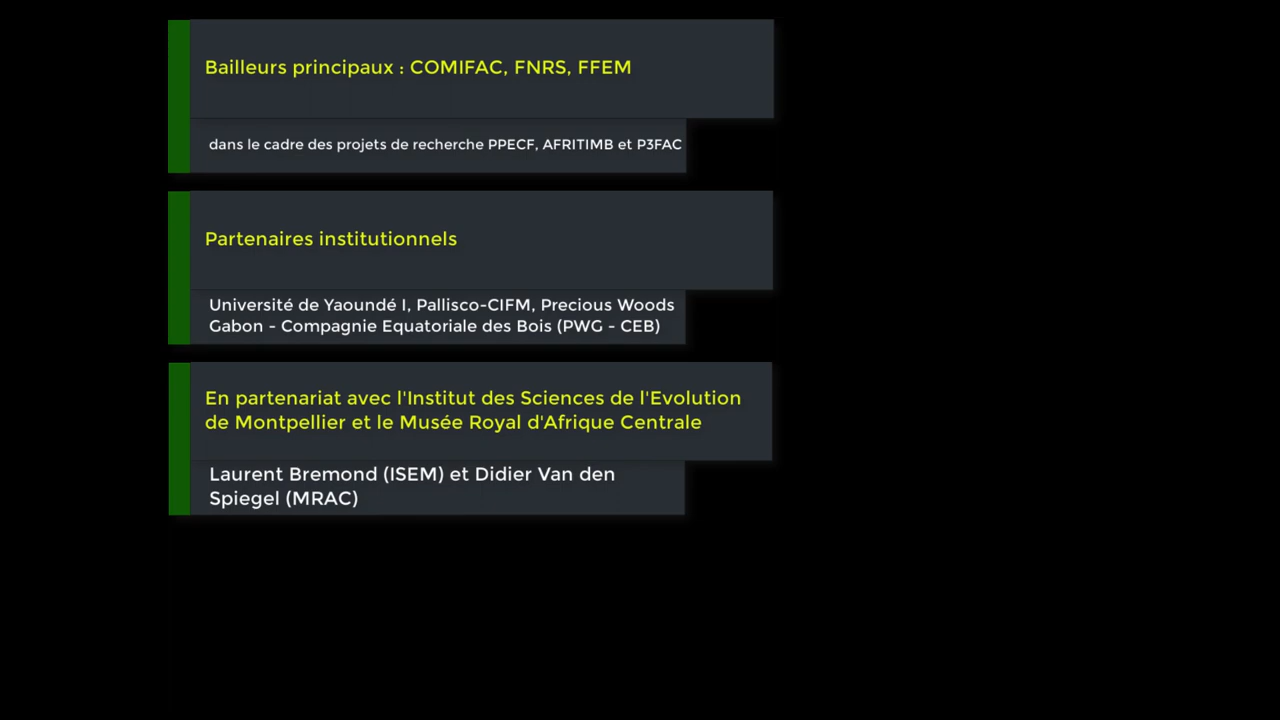 Bailleurs principaux : COMIFAC, FNRS, FFEM
dans le cadre des projets de recherche PPECF, AFRITIMB et P3FAC
Partenaires institutionnels
Université de Yaoundé I, Pallisco-CIFM, Precious Woods
Gabon - Compagnie Equatoriale des Bois (PWG - CEB)
En partenariat avec l'Institut des Sciences de l'Evolution
de Montpellier et le Musée Royal d'Afrique Centrale
Laurent Bremond (ISEM) et Didier Van den
Spiegel (MRAC)